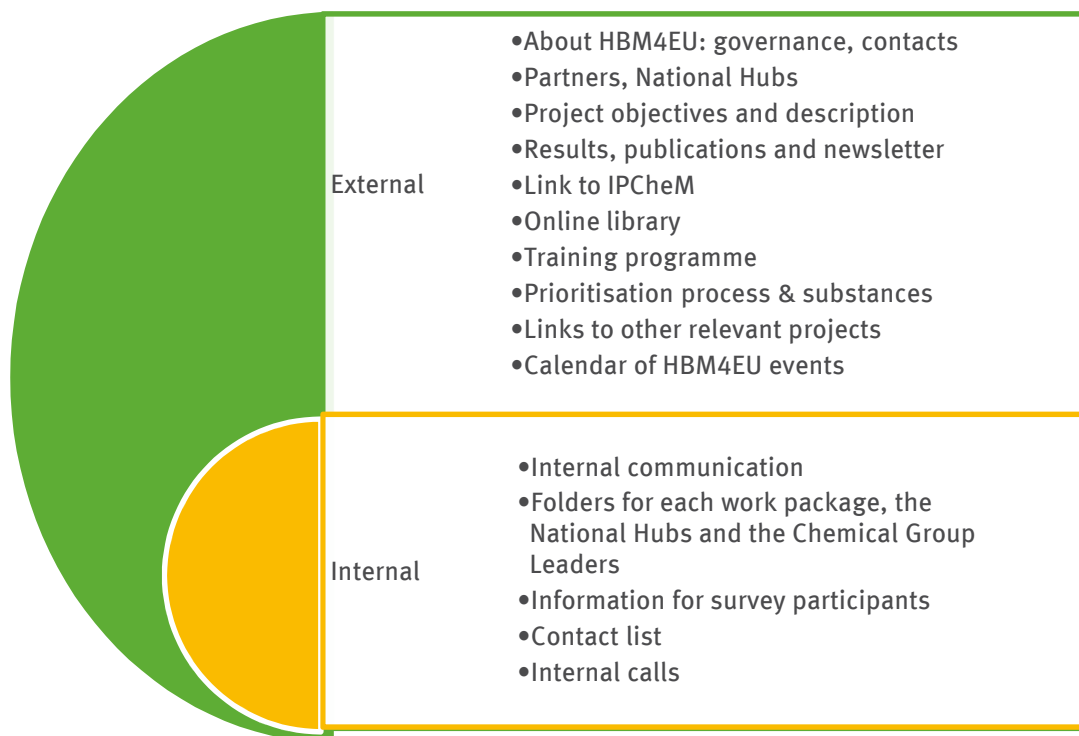 External
•About HBM4EU: governance, contacts
•Partners, National Hubs
•Project objectives and description
•Results, publications and newsletter
•Link to IPCheM
•Online library
•Training programme
•Prioritisation process & substances
•Links to other relevant projects
•Calendar of HBM4EU events
Internal
•Internal communication
•Folders for each work package, the
National Hubs and the Chemical Group
Leaders
•Information for survey participants
•Contact list
•Internal calls